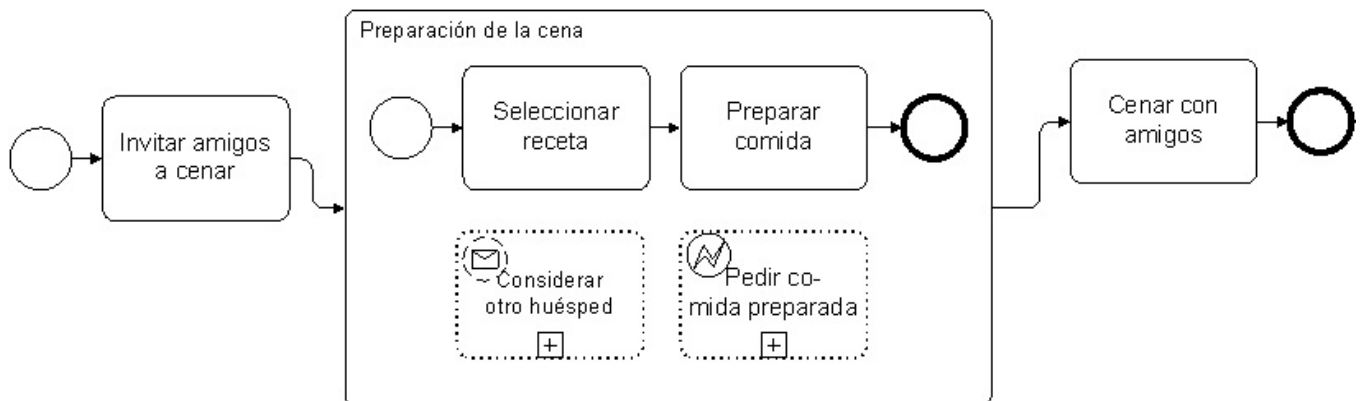 Preparación de la cena
Invitar amigos
a cenar
Seleccionar
receta
Preparar
comida
Cenar con
amigos
Considerar
otro huésped
Pedir co-
mida preparada